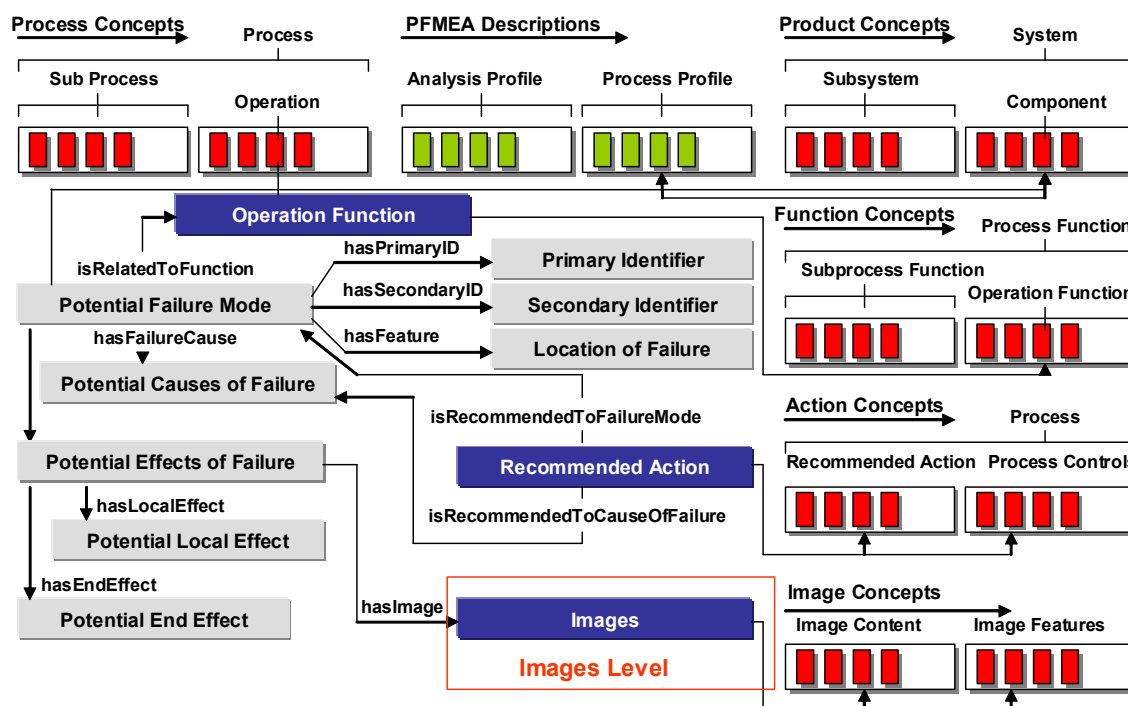 Process Concepts
Process
Sub Process
Operation
PFMEA Descriptions
Analysis Profile
Process Profile
Product Concepts
System
Subsystem
Component
Operation Function
isRelatedToFunction
Potential Failure Mode
hasPrimaryID
Primary Identifier
hasSecondaryID
Secondary Identifier
hasFeature
Location of Failure
Function Concepts
Process Function
Subprocess Function
Operation Function
hasFailureCause
Potential Causes of Failure
isRecommendedToFailureMode
Recommended Action
isRecommendedToCauseOfFailure
Action Concepts
Process
Recommended Action
Process Controls
Potential Effects of Failure
hasLocalEffect
Potential Local Effect
hasEndEffect
Potential End Effect
hasImage
Images
Images Level
Image Concepts
Image Content
Image Features